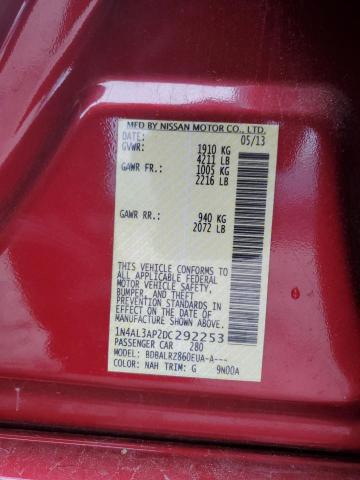 MFD BY NISSAN MOTOR CO., LTD.
DATE: 05/13
GVWR: 1910 KG
4211 LB
GAWR FR.: 1005 KG
2216 LB
GAWR RR.: 940 KG
2072 LB
THIS VEHICLE CONFORMS TO ALL
APPLICABLE U.S. FEDERAL
MOTOR VEHICLE SAFETY,
BUMPER, AND THEFT
PREVENTION STANDARDS IN
EFFECT ON THE DATE OF
MANUFACTURE SHOWN ABOVE.
1N4AL3AP2DC292253
PASSENGER CAR 280
MODEL: BDBALRZ860EUA-A---
COLOR: NAH TRIM: G 9N00A